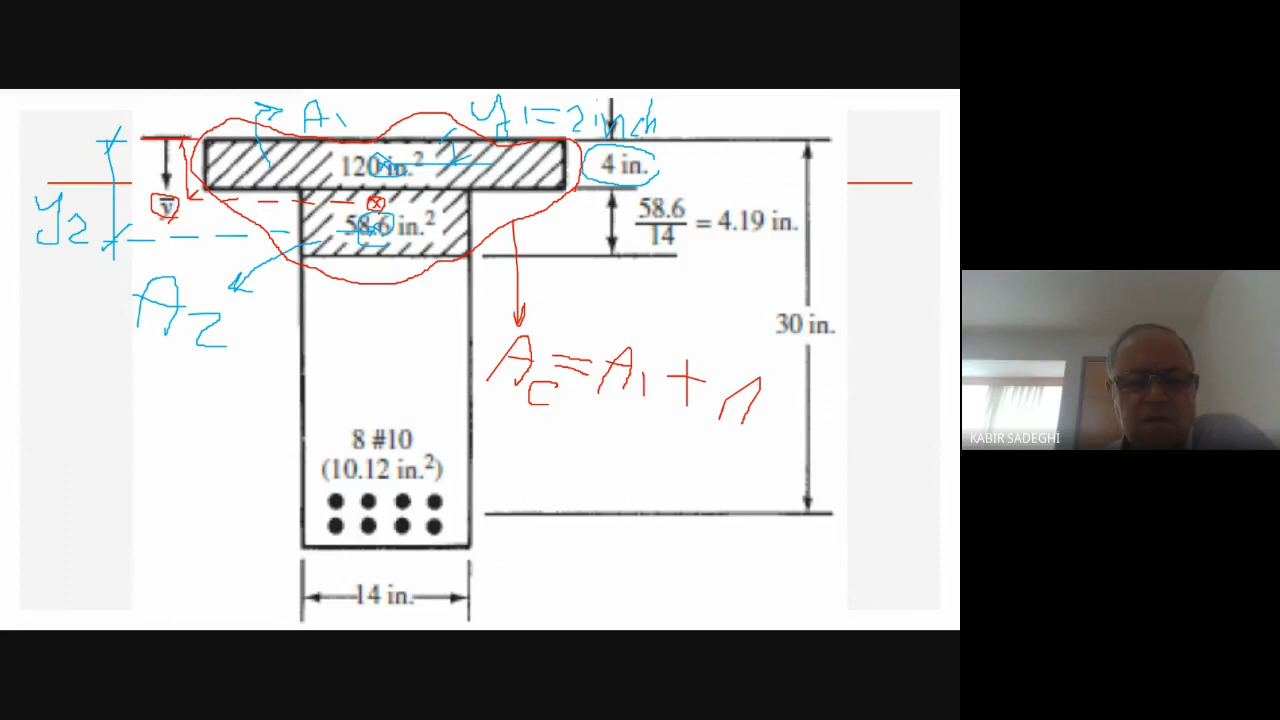 A1
y1=2 inch
120 in.²
4 in.
y̅
58.6 in.²
58.6
14
= 4.19 in.
y2
A2
30 in.
Ac=A1+
8 #10
(10.12 in.²)
14 in.
KABIR SADEGHİ